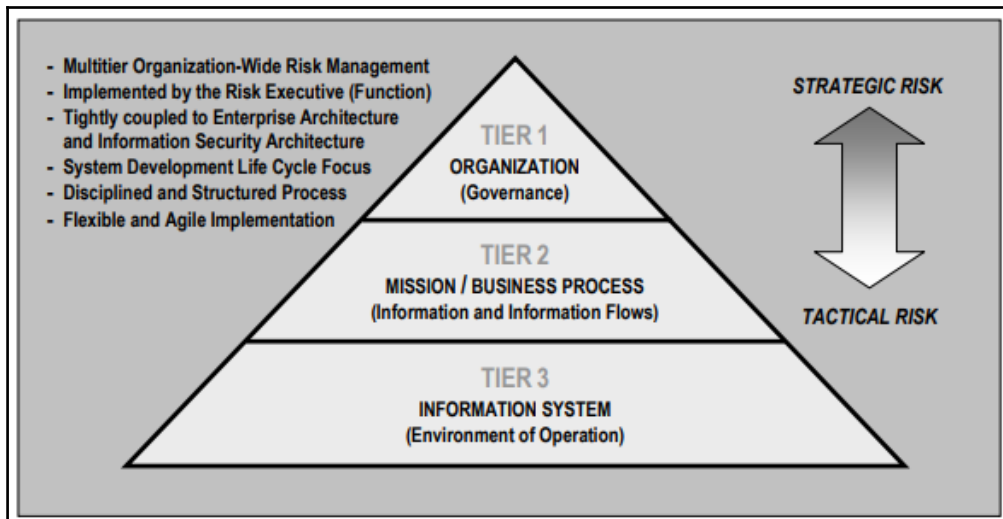 - Multitier Organization-Wide Risk Management
- Implemented by the Risk Executive (Function)
- Tightly coupled to Enterprise Architecture
and Information Security Architecture
- System Development Life Cycle Focus
- Disciplined and Structured Process
- Flexible and Agile Implementation
STRATEGIC RISK
TIER 1
ORGANIZATION
(Governance)
TIER 2
MISSION / BUSINESS PROCESS
(Information and Information Flows)
TACTICAL RISK
TIER 3
INFORMATION SYSTEM
(Environment of Operation)